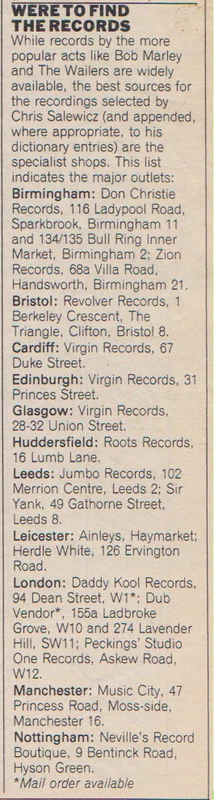 WERE TO FIND
THE RECORDS
While records by the more
popular acts like Bob Marley
and The Wailers are widely
available, the best sources for
the recordings selected by
Chris Salewicz (and appended,
where appropriate, to his
dictionary entries) are the
specialist shops. This list
indicates the major outlets:
Birmingham: Don Christie
Records, 116 Ladypool Road,
Sparkbrook, Birmingham 11
and 134/135 Bull Ring Inner
Market, Birmingham 2; Zion
Records, 68a Villa Road,
Handsworth, Birmingham 21.
Bristol: Revolver Records, 1
Berkeley Crescent, The
Triangle, Clifton, Bristol 8.
Cardiff: Virgin Records, 67
Duke Street.
Edinburgh: Virgin Records, 31
Princes Street.
Glasgow: Virgin Records,
28-32 Union Street.
Huddersfield: Roots Records,
16 Lumb Lane.
Leeds: Jumbo Records, 102
Merrion Centre, Leeds 2; Sir
Yank, 49 Gathorne Street,
Leeds 8.
Leicester: Ainleys, Haymarket;
Herdle White, 126 Ervington
Road.
London: Daddy Kool Records,
94 Dean Street, W1*; Dub
Vendor*, 155a Ladbroke
Grove, W10 and 274 Lavender
Hill, SW11; Peckings' Studio
One Records, Askew Road,
W12.
Manchester: Music City, 47
Princess Road, Moss-side,
Manchester 16.
Nottingham: Neville's Record
Boutique, 9 Bentinck Road,
Hyson Green.
*Mail order available